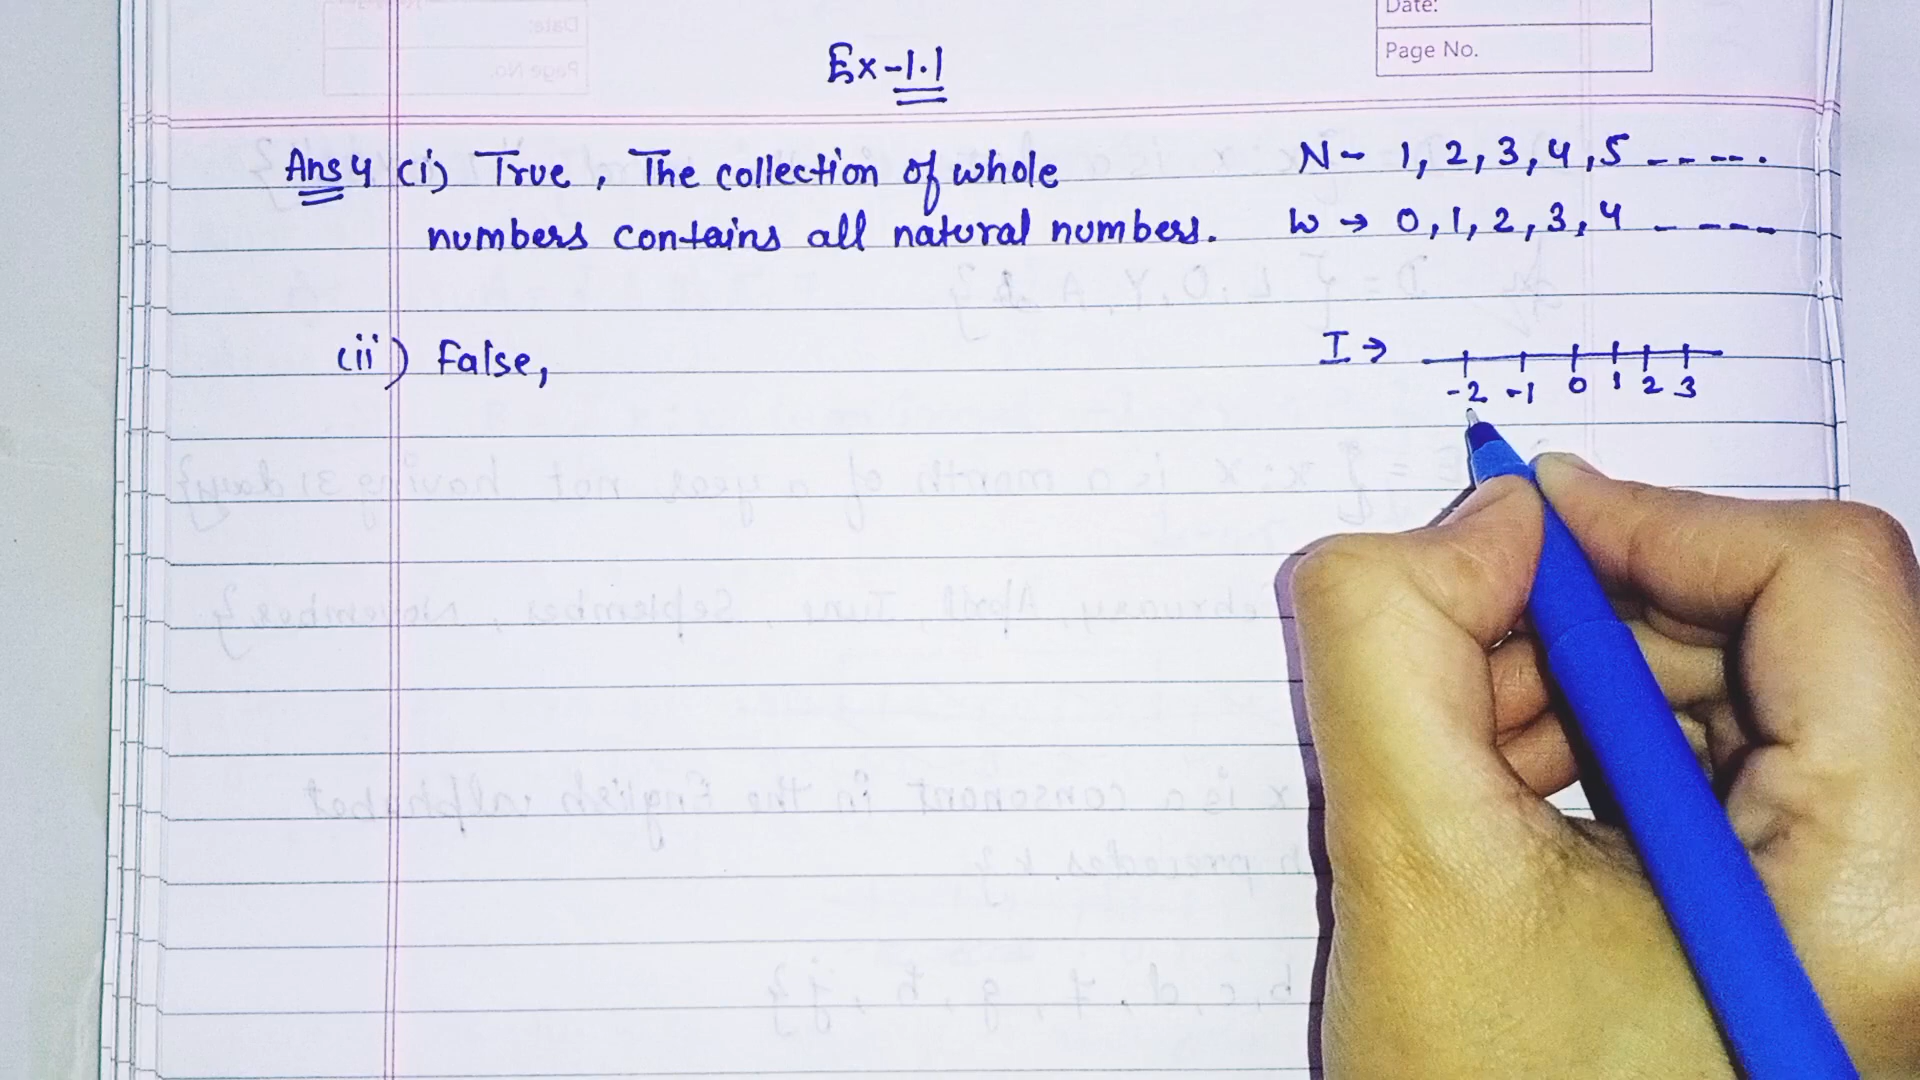 Date:
Page No.
Ex-1.1
Ans 4 (i) True, The collection of whole
numbers contains all natural numbers.
N- 1, 2, 3, 4, 5 -----.
W → 0, 1, 2, 3, 4 -----
(ii) False,
I →
-2 -1 0 1 2 3